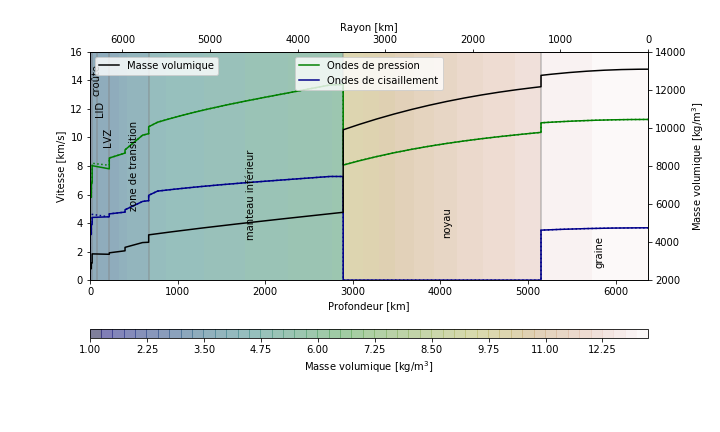 Rayon [km]
6000 5000 4000 3000 2000 1000 0
Masse volumique
Ondes de pression
Ondes de cisaillement
Vitesse [km/s]
0 2 4 6 8 10 12 14 16
croûte
LID
LVZ
zone de transition
manteau inférieur
noyau
graine
2000 4000 6000 8000 10000 12000 14000
Masse volumique [kg/m³]
0 1000 2000 3000 4000 5000 6000
Profondeur [km]
1.00 2.25 3.50 4.75 6.00 7.25 8.50 9.75 11.00 12.25
Masse volumique [kg/m³]